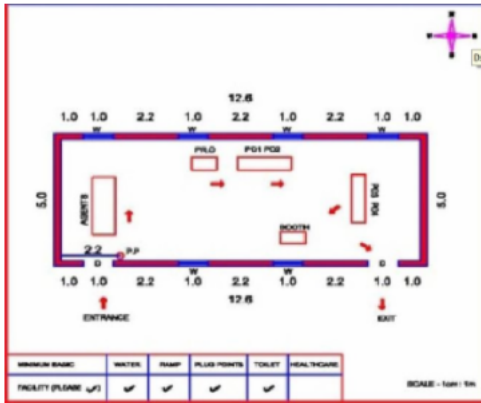 12.6
1.0 1.0 2.2 1.0 2.2 1.0 2.2 1.0 1.0
W W W W
PRLO PO1 PO2
AGENTS
5.0
5.0
BOOTH
2.2 P.P
D W W D
1.0 1.0 2.2 1.0 2.2 1.0 2.2 1.0 1.0
12.6
ENTRANCE EXIT
MINIMUM BASIC WATER RAMP PLUG POINTS TOILET HEALTHCARE
FACILITY (PLEASE ✓) ✓ ✓ ✓ ✓
SCALE - 1cm : 1m